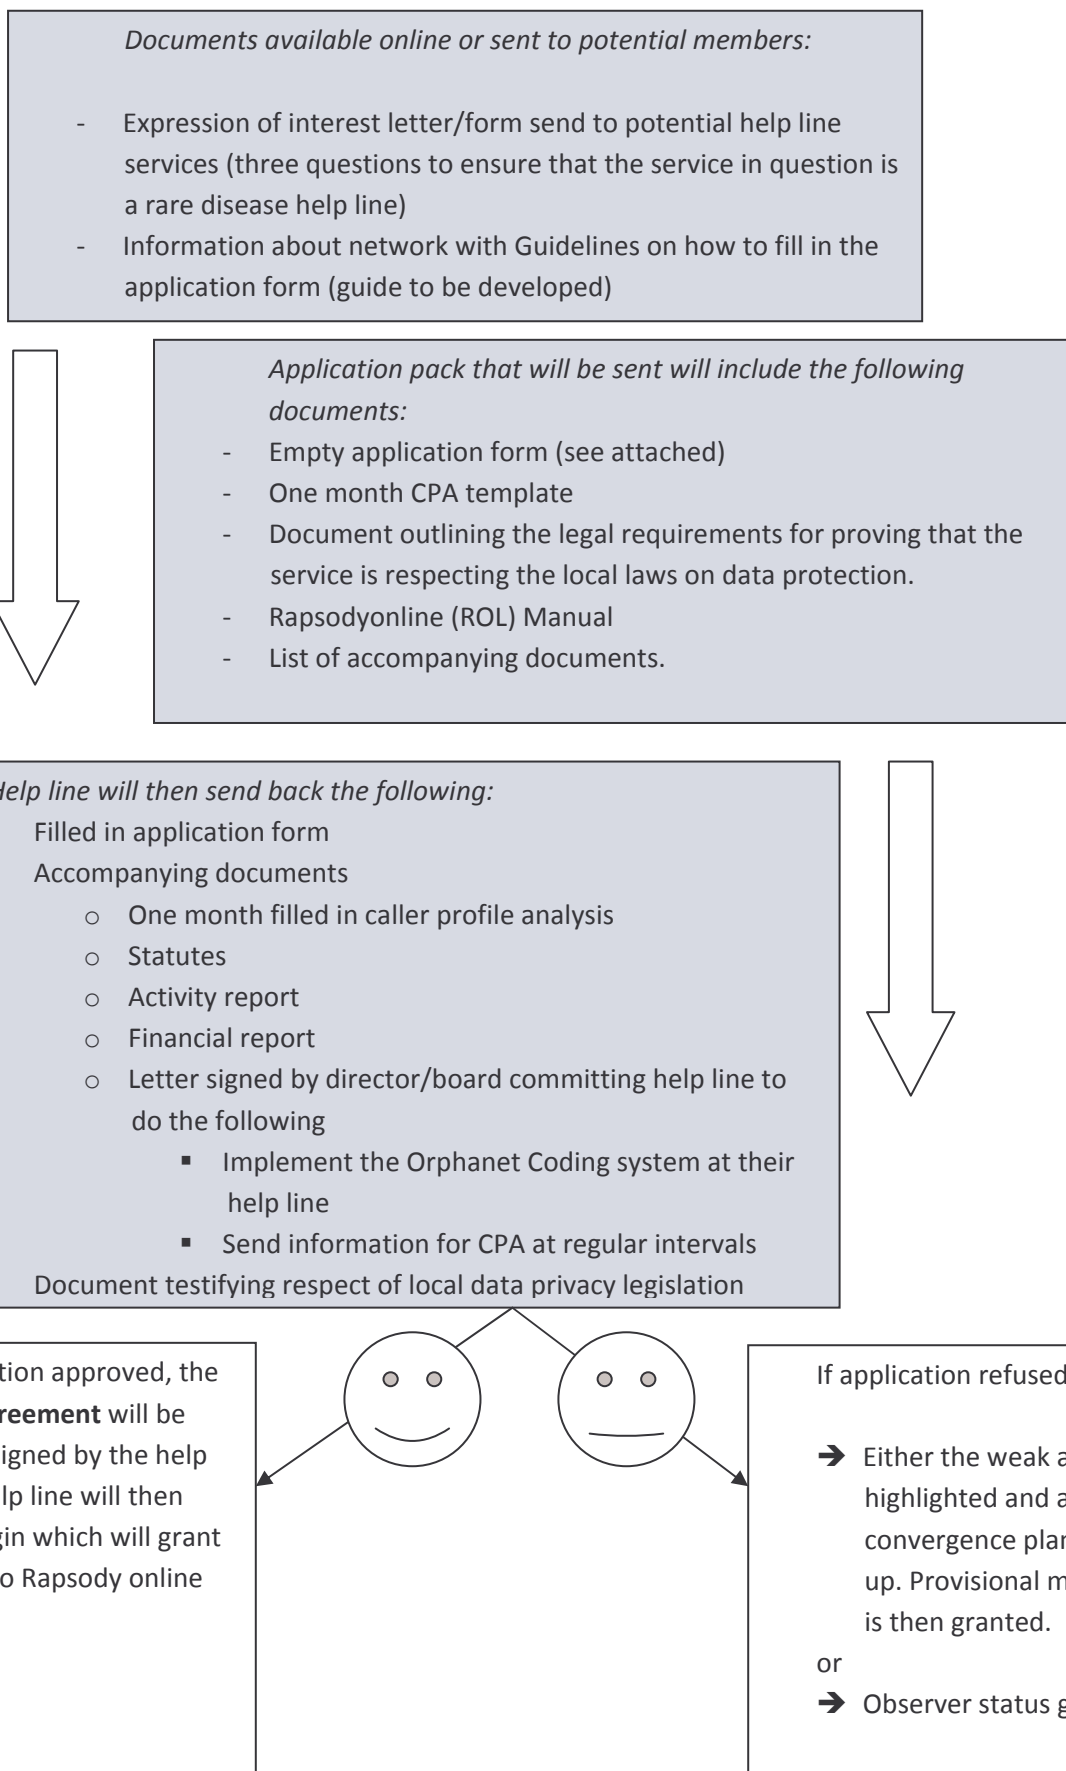 Documents available online or sent to potential members:
- Expression of interest letter/form send to potential help line
services (three questions to ensure that the service in question is
a rare disease help line)
- Information about network with Guidelines on how to fill in the
application form (guide to be developed)
Application pack that will be sent will include the following
documents:
- Empty application form (see attached)
- One month CPA template
- Document outlining the legal requirements for proving that the
service is respecting the local laws on data protection.
- Rapsodyonline (ROL) Manual
- List of accompanying documents.
Help line will then send back the following:
Filled in application form
Accompanying documents
o One month filled in caller profile analysis
o Statutes
o Activity report
o Financial report
o Letter signed by director/board committing help line to
do the following
▪ Implement the Orphanet Coding system at their
help line
▪ Send information for CPA at regular intervals
Document testifying respect of local data privacy legislation
tion approved, the
reement will be
igned by the help
lp line will then
gin which will grant
o Rapsody online
If application refused
➔ Either the weak a
highlighted and a
convergence plan
up. Provisional m
is then granted.
or
➔ Observer status g